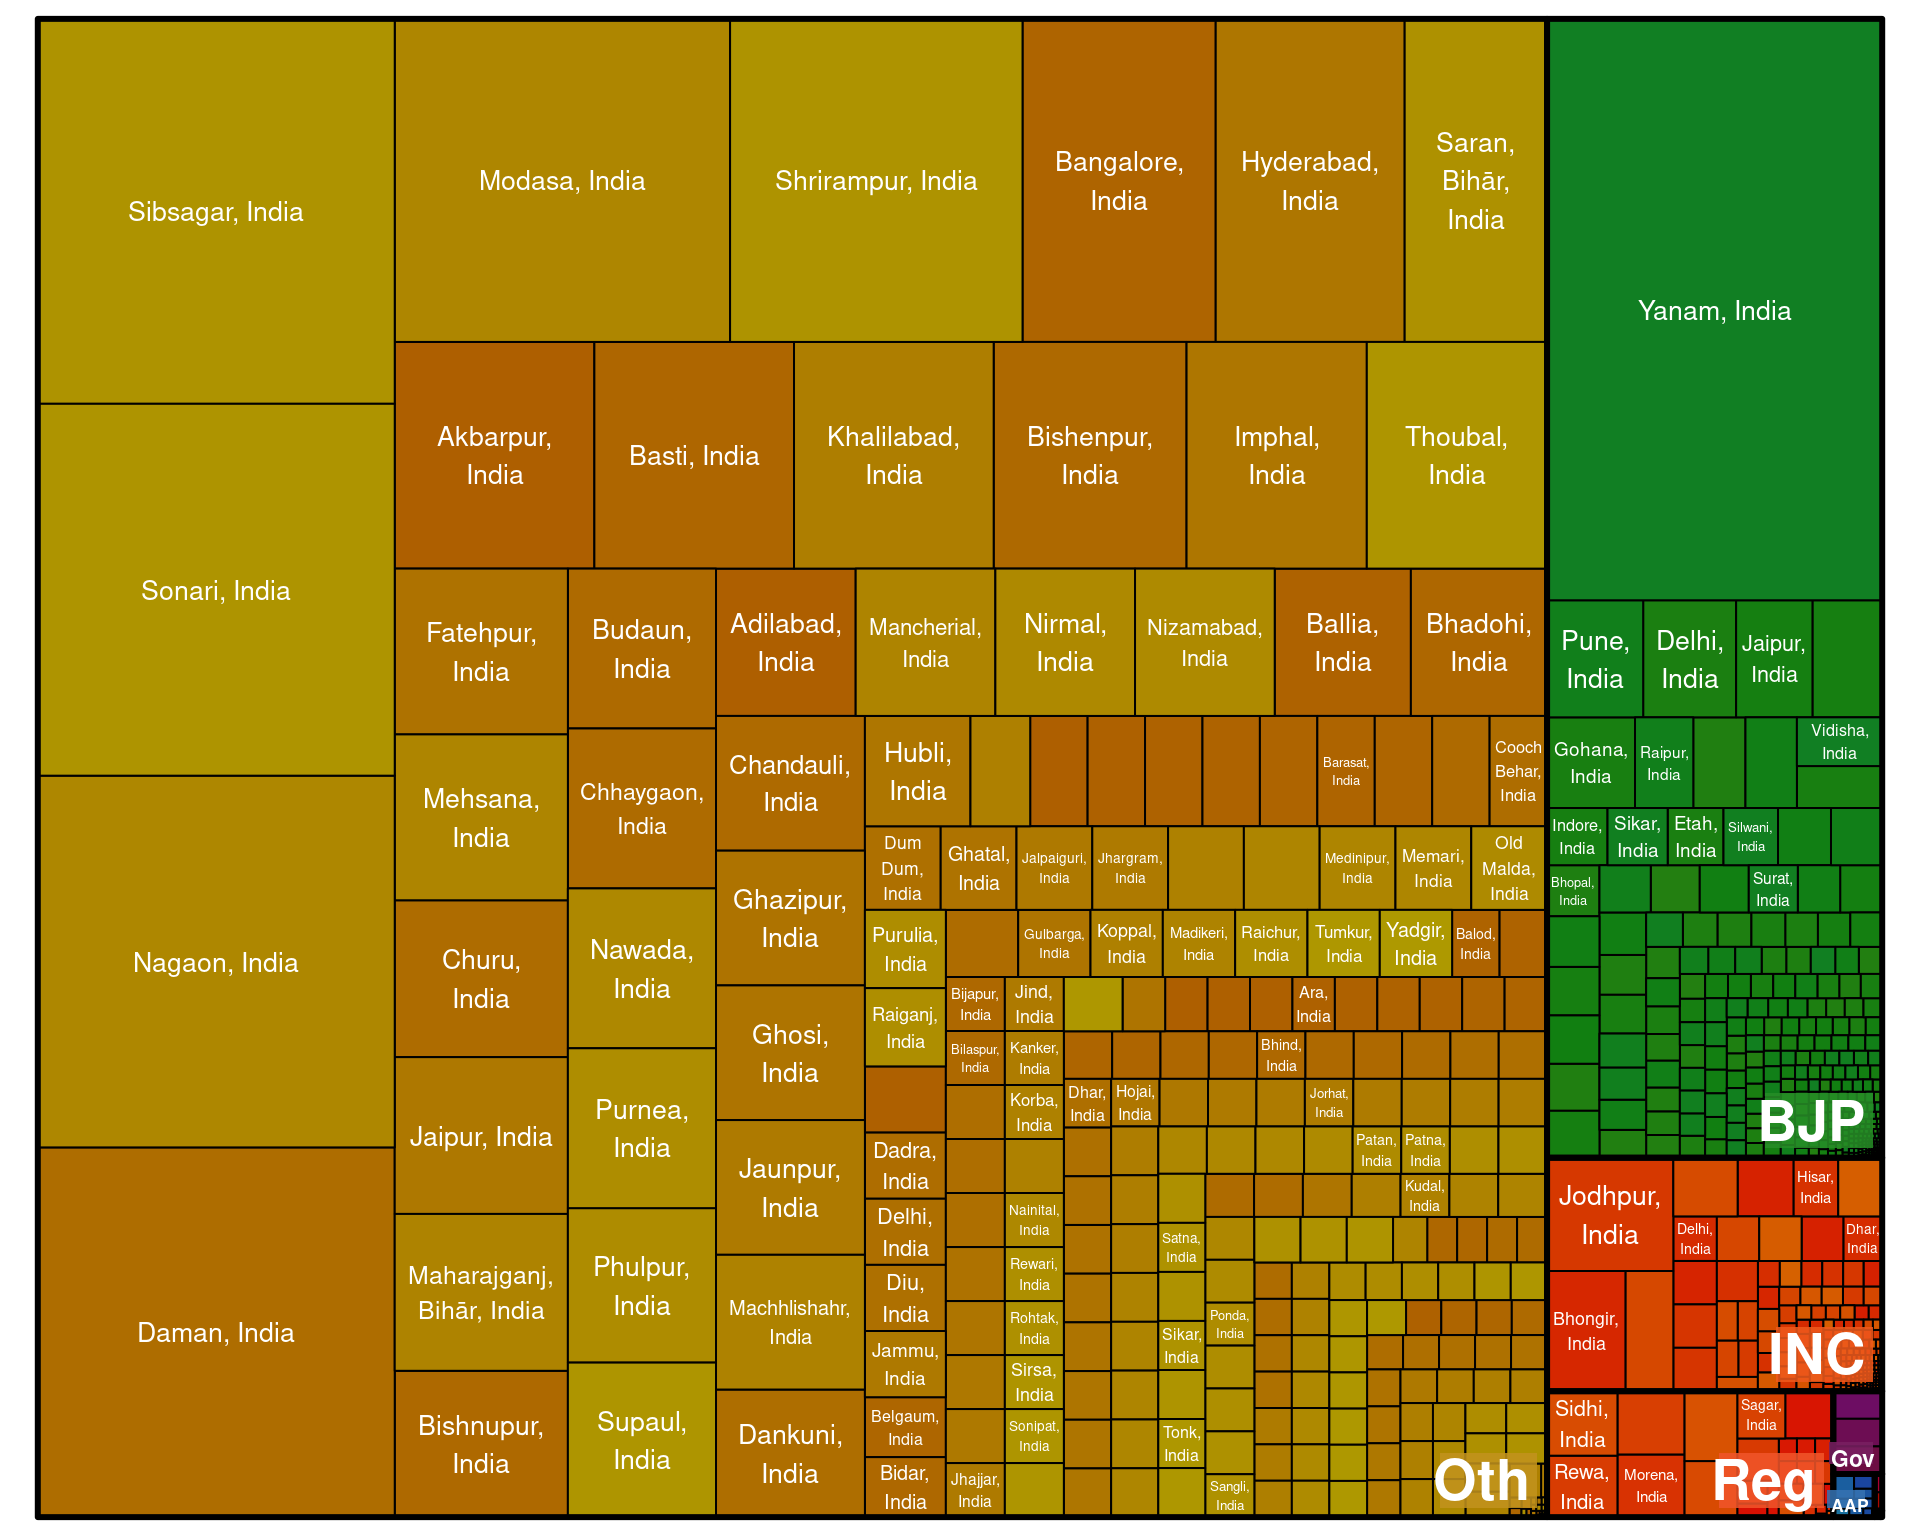 Sibsagar, India
Sonari, India
Nagaon, India
Daman, India
Modasa, India
Shrirampur, India
Bangalore,
India
Hyderabad,
India
Saran,
Bihār,
India
Akbarpur,
India
Basti, India
Khalilabad,
India
Bishenpur,
India
Imphal,
India
Thoubal,
India
Fatehpur,
India
Mehsana,
India
Churu,
India
Jaipur, India
Maharajganj,
Bihār, India
Bishnupur,
India
Budaun,
India
Chhaygaon,
India
Nawada,
India
Purnea,
India
Phulpur,
India
Supaul,
India
Adilabad,
India
Mancherial,
India
Nirmal,
India
Nizamabad,
India
Ballia,
India
Bhadohi,
India
Chandauli,
India
Ghazipur,
India
Ghosi,
India
Jaunpur,
India
Machhlishahr,
India
Dankuni,
India
Hubli,
India
Barasat,
India
Cooch
Behar,
India
Dum
Dum,
India
Ghatal,
India
Jalpaiguri,
India
Jhargram,
India
Medinipur,
India
Memari,
India
Old
Malda,
India
Purulia,
India
Raiganj,
India
Dadra,
India
Delhi,
India
Diu,
India
Jammu,
India
Belgaum,
India
Bidar,
India
Gulbarga,
India
Koppal,
India
Madikeri,
India
Raichur,
India
Tumkur,
India
Yadgir,
India
Balod,
India
Bijapur,
India
Bilaspur,
India
Jhajjar,
India
Jind,
India
Kanker,
India
Korba,
India
Nainital,
India
Rewari,
India
Rohtak,
India
Sirsa,
India
Sonipat,
India
Ara,
India
Bhind,
India
Dhar,
India
Hojai,
India
Jorhat,
India
Patan,
India
Patna,
India
Kudal,
India
Satna,
India
Sikar,
India
Tonk,
India
Ponda,
India
Sangli,
India
Oth
Yanam, India
Pune,
India
Delhi,
India
Jaipur,
India
Gohana,
India
Raipur,
India
Vidisha,
India
Indore,
India
Sikar,
India
Etah,
India
Silwani,
India
Bhopal,
India
Surat,
India
BJP
Jodhpur,
India
Bhongir,
India
Hisar,
India
Delhi,
India
Dhar,
India
INC
Sidhi,
India
Rewa,
India
Morena,
India
Sagar,
India
Reg
Gov
AAP